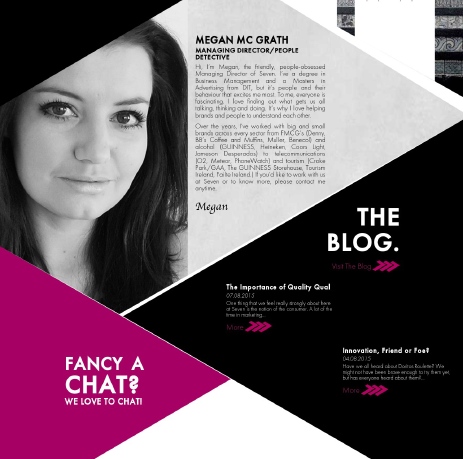 MEGAN MC GRATH
MANAGING DIRECTOR/PEOPLE
DETECTIVE
Hi, I'm Megan, the friendly, people-obsessed
Managing Director of Seven. I've a degree in
Business Management and a Masters in
Advertising from DIT, but it's people and their
behaviour that excites me most. To me, everyone is
fascinating. I love finding out what gets us all
talking, thinking and doing. It's why I love helping
brands and people to understand each other.
Over the years, I've worked with big and small
brands across every sector from FMCG's (Denny,
BB's Coffee and Muffins, Muller, Benecol) and
alcohol (GUINNESS, Heineken, Coors Light,
Jameson, Desperados) to telecommunications
(O2, Meteor, PhoneWatch) and tourism (Croke
Park/GAA, The GUINNESS Storehouse, Tourism
Ireland, Failte Ireland.) If you'd like to work with us
at Seven or to know more, please contact me
anytime.
Megan
THE
BLOG.
Visit The Blog
The Importance of Quality Qual
07.08.2015
One thing that we feel really strongly about here
at Seven is the notion of the consumer. A lot of the
time in marketing,
More
Innovation, Friend or Foe?
04.08.2015
Have we all heard about Doritos Roulette? We
might not have been brave enough to try them yet,
but has everyone heard about them?...
More
FANCY A
CHAT?
WE LOVE TO CHAT!